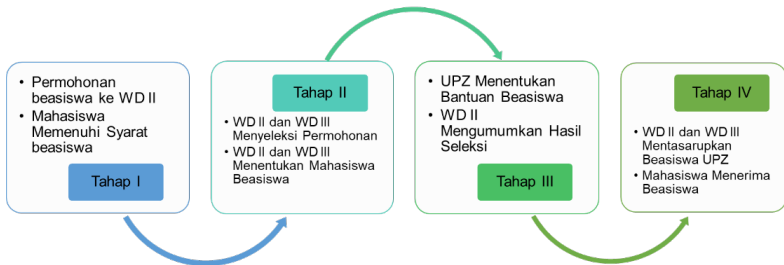 • Permohonan
beasiswa ke WD II
• Mahasiswa
Memenuhi Syarat
beasiswa
Tahap I
Tahap II
• WD II dan WD III
Menyeleksi Permohonan
• WD II dan WD III
Menentukan Mahasiswa
Beasiswa
• UPZ Menentukan
Bantuan Beasiswa
• WD II
Mengumumkan Hasil
Seleksi
Tahap III
Tahap IV
• WD II dan WD III
Mentasarupkan
Beasiswa UPZ
• Mahasiswa Menerima
Beasiswa